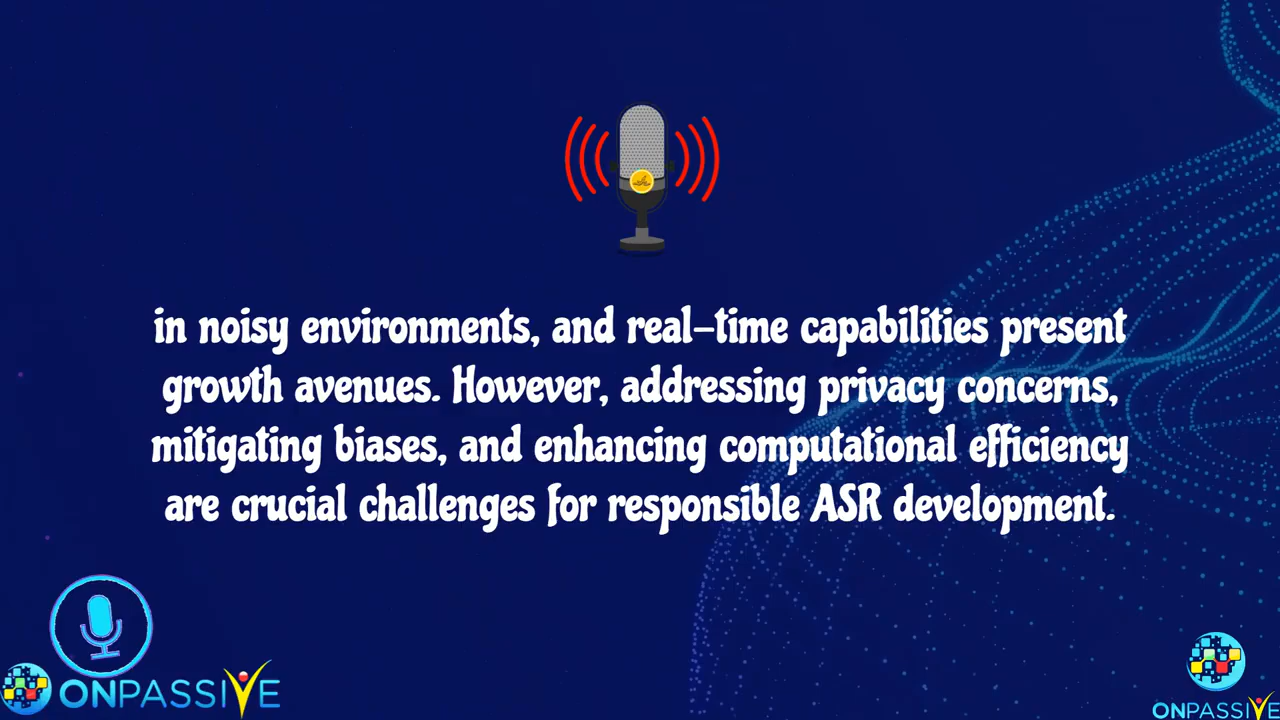 in noisy environments, and real-time capabilities present
growth avenues. However, addressing privacy concerns,
mitigating biases, and enhancing computational efficiency
are crucial challenges for responsible ASR development.
ONPASSIVE
ONPASSIVE